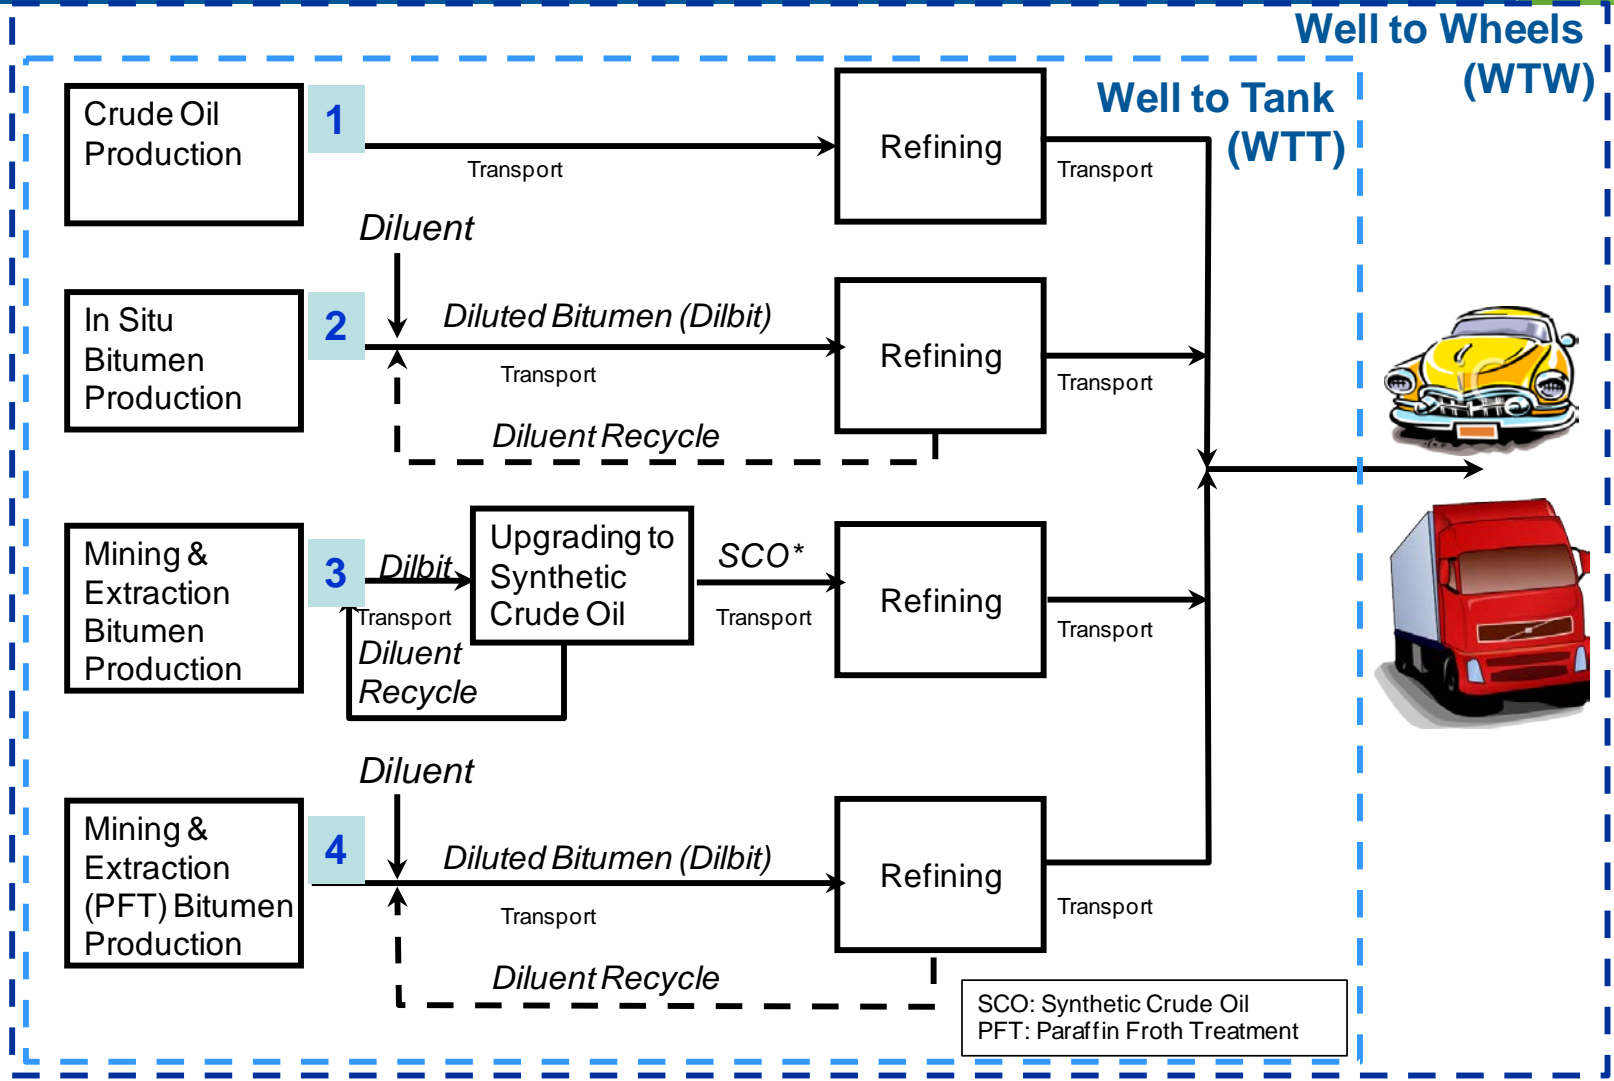 Well to Wheels
(WTW)
Well to Tank
(WTT)
Crude Oil
Production
1
Transport
Refining
Transport
Diluent
In Situ
Bitumen
Production
2
Diluted Bitumen (Dilbit)
Transport
Diluent Recycle
Refining
Transport
Mining &
Extraction
Bitumen
Production
3
Dilbit
Transport
Diluent
Recycle
Upgrading to
Synthetic
Crude Oil
SCO*
Transport
Refining
Transport
Diluent
Mining &
Extraction
(PFT) Bitumen
Production
4
Diluted Bitumen (Dilbit)
Transport
Diluent Recycle
Refining
Transport
SCO: Synthetic Crude Oil
PFT: Paraffin Froth Treatment